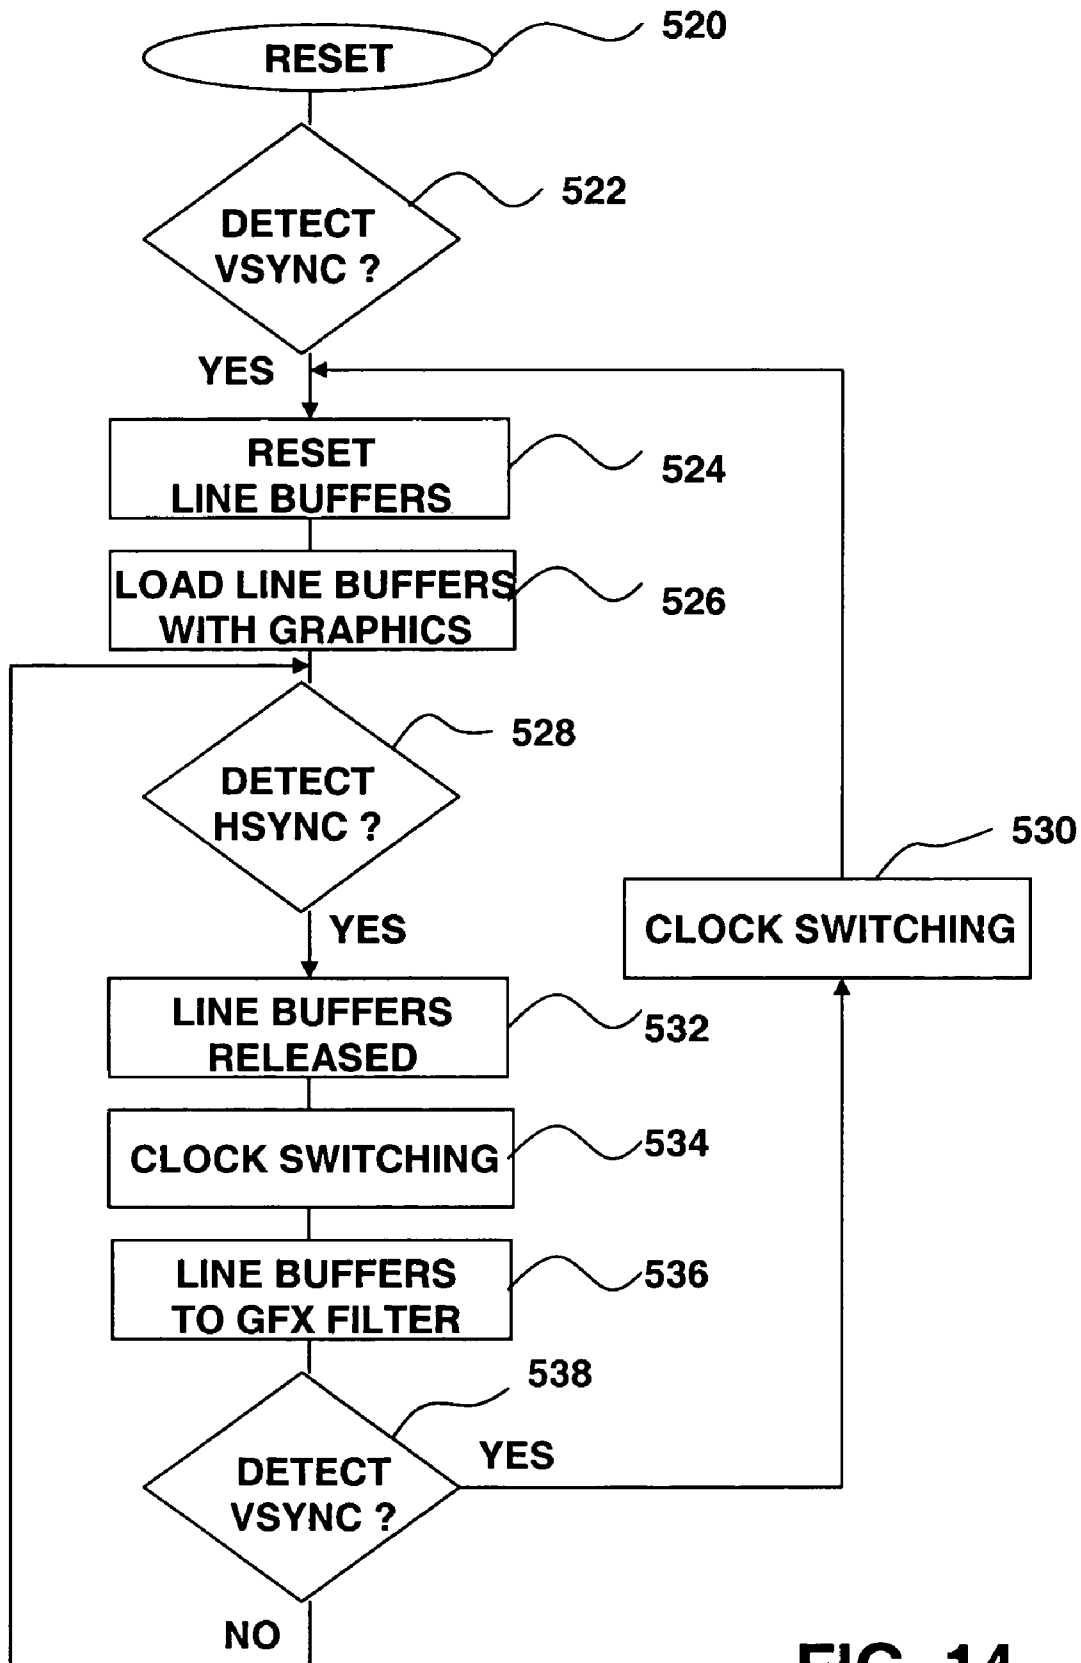 RESET
520
DETECT
VSYNC ?
522
YES
RESET
LINE BUFFERS
524
LOAD LINE BUFFERS
WITH GRAPHICS
526
DETECT
HSYNC ?
528
YES
530
CLOCK SWITCHING
LINE BUFFERS
RELEASED
532
CLOCK SWITCHING
534
LINE BUFFERS
TO GFX FILTER
536
538
DETECT
VSYNC ?
YES
NO
FIG. 14